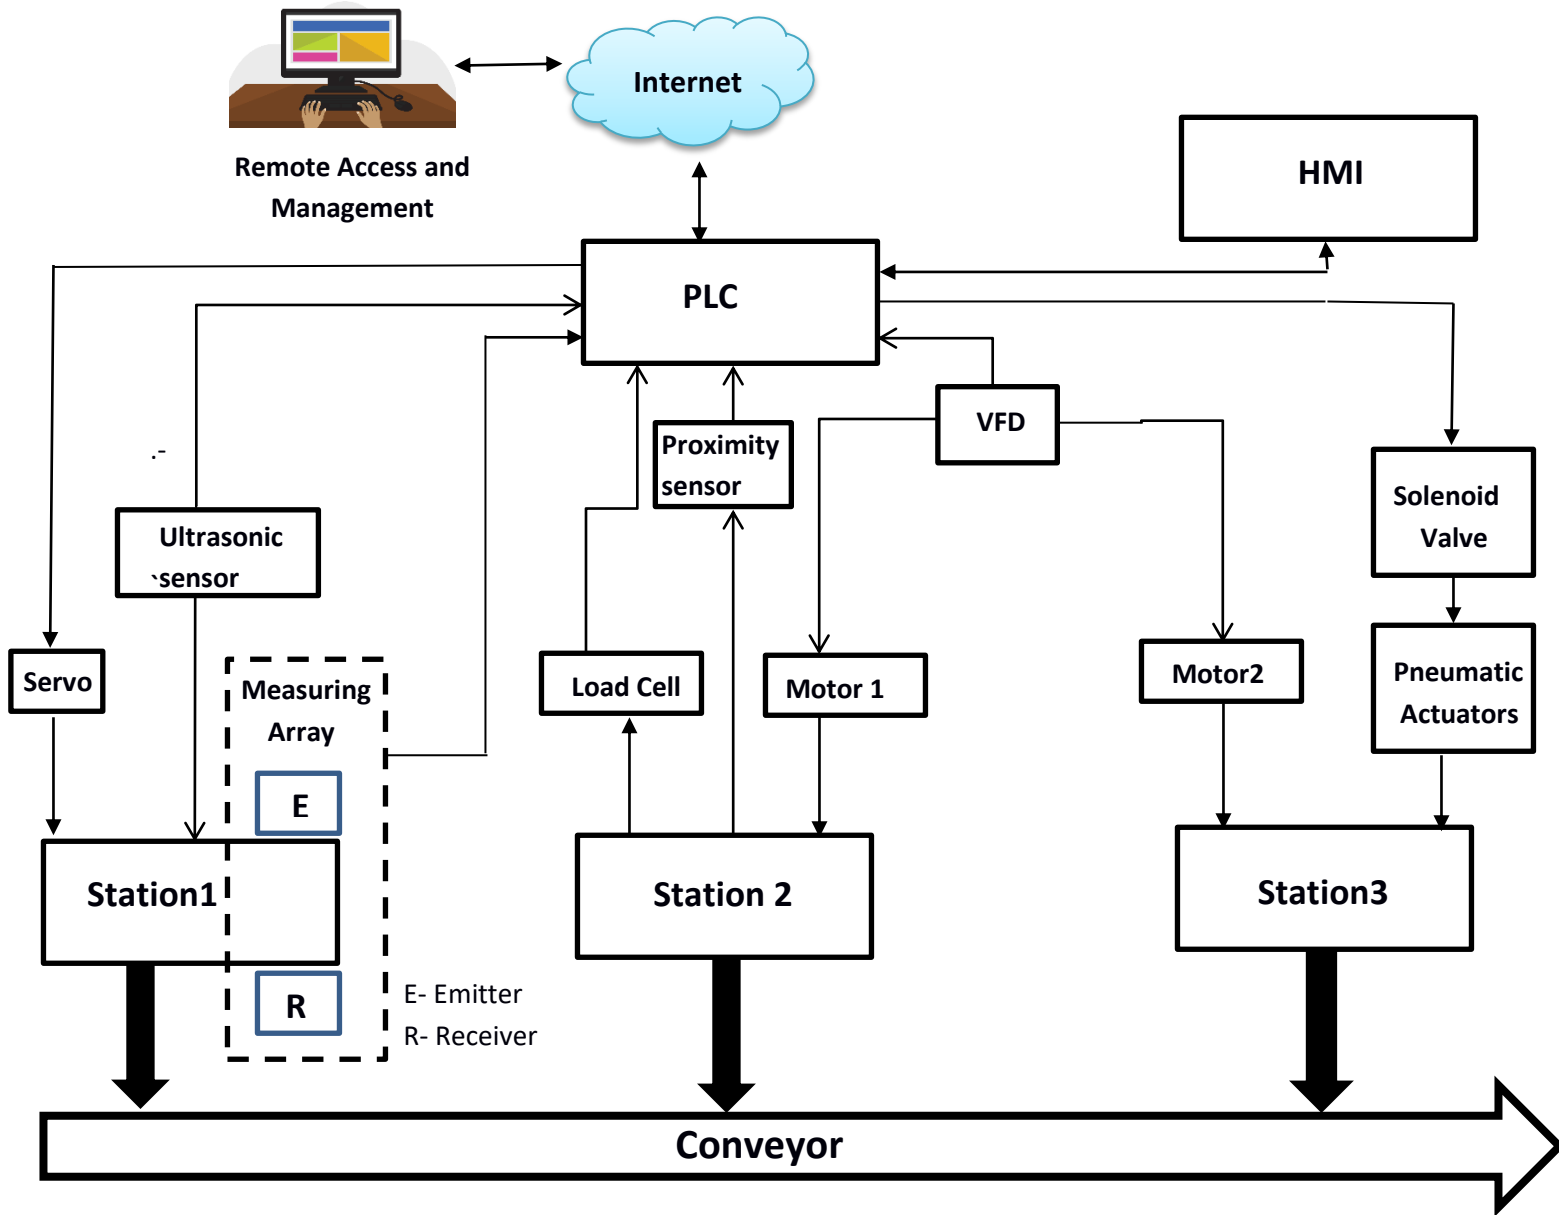 Internet
Remote Access and
Management
HMI
PLC
VFD
Proximity
sensor
.-
Ultrasonic
`sensor
Solenoid
Valve
Servo
Measuring
Array
Load Cell
Motor 1
Motor2
Pneumatic
Actuators
E
Station1
Station 2
Station3
R
E- Emitter
R- Receiver
Conveyor